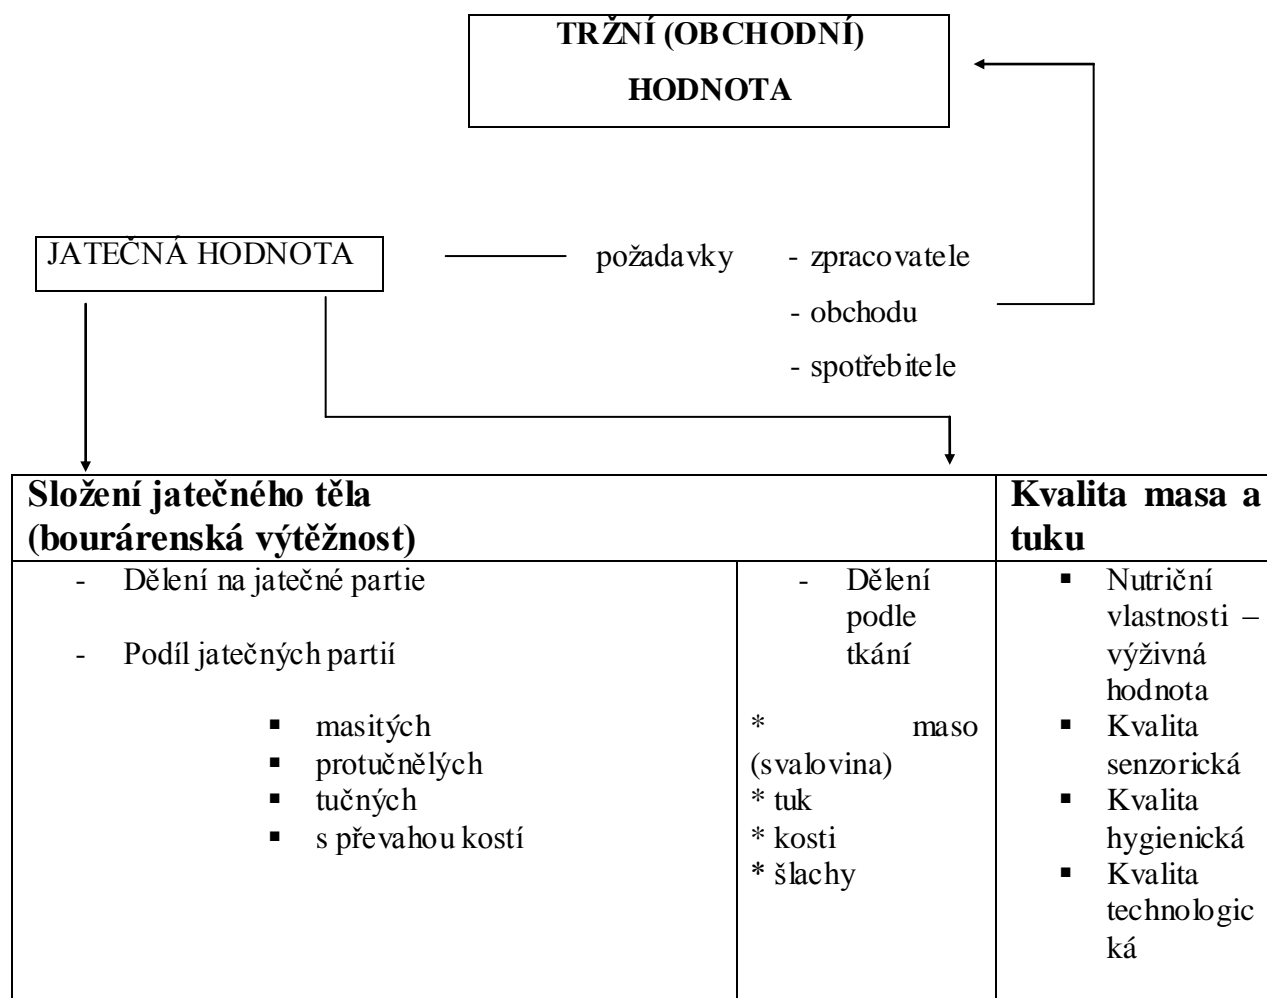 TRŽNÍ (OBCHODNÍ)
HODNOTA
JATEČNÁ HODNOTA
požadavky - zpracovatele
- obchodu
- spotřebitele
Složení jatečného těla
(bourárenská výtěžnost)
Kvalita masa a
tuku
- Dělení na jatečné partie
- Podíl jatečných partií
▪ masitých
▪ protučnělých
▪ tučných
▪ s převahou kostí
- Dělení
podle
tkání
* maso
(svalovina)
* tuk
* kosti
* šlachy
▪ Nutriční
vlastnosti –
výživná
hodnota
▪ Kvalita
senzorická
▪ Kvalita
hygienická
▪ Kvalita
technologic
ká